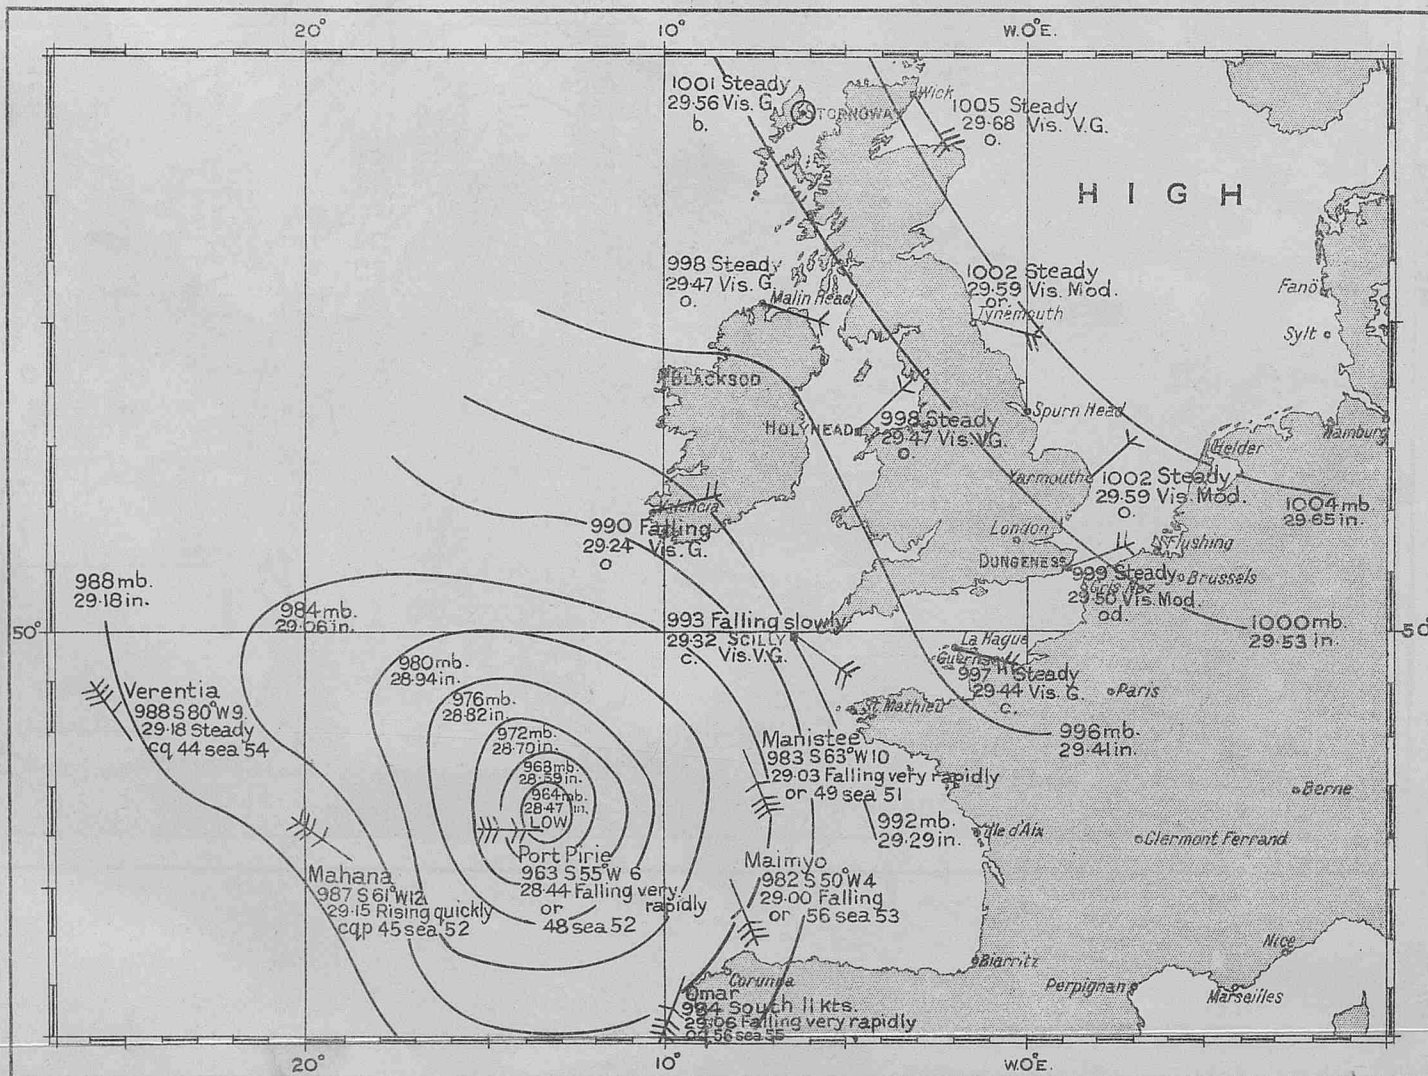 20° 10° W.O°E.
1001 Steady
29·56 Vis. G.
b.
STORNOWAY
Wick
1005 Steady
29·68 Vis. V.G.
o.
HIGH
998 Steady
29·47 Vis. G.
o.
Malin Head
1002 Steady
29·59 Vis. Mod.
or.
Tynemouth
Fanö
Sylt
BLACKSOD
HOLYHEAD
998 Steady
29·47 Vis. VG.
o.
Spurn Head
Helder
Hamburg
Yarmouth
1002 Steady
29·59 Vis. Mod.
o.
1004 mb.
29·65 in.
Valencia
990 Falling
29·24 Vis. G.
o
London
DUNGENESS
Flushing
Brussels
999 Steady
29·50 Vis. Mod.
od.
1000 mb.
29·53 in.
988 mb.
29·18 in.
984 mb.
29·06 in.
50°
993 Falling slowly
29·32 SCILLY
c. Vis. V.G.
La Hague
Guernsey
997 Steady
29·44 Vis. G.
c.
Paris
St. Mathieu
996 mb.
29·41 in.
980 mb.
28·94 in.
976 mb.
28·82 in.
972 mb.
28·70 in.
968 mb.
28·59 in.
964 mb.
28·47 in.
LOW
Verentia
988 S 80° W 9.
29·18 Steady
cq 44 sea 54
Manistee
983 S 63° W 10
29·03 Falling very rapidly
or 49 sea 51
992 mb.
29·29 in.
Berne
Ile d'Aix
Clermont Ferrand
Port Pirie
963 S 55° W 6
28·44 Falling very rapidly
or
48 sea 52
Mahana
987 S 61° W 12
29·15 Rising quickly
cqp 45 sea 52
Maimyo
982 S 50° W 4
29·00 Falling
or 56 sea 53
Corunna
Biarritz
Perpignan
Nice
Marseilles
Omar
984 South 11 kts.
29·06 Falling very rapidly
56 sea
20° 10° W.O°E.